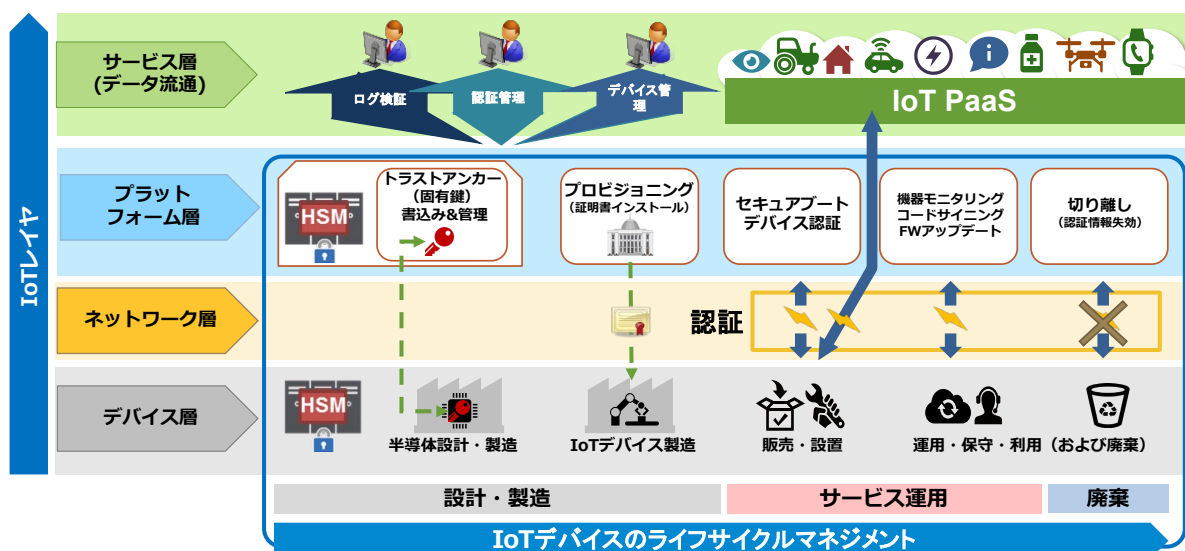 IoTレイヤ
サービス層
(データ流通)
ログ検証
認証管理
デバイス管
理
IoT PaaS
プラット
フォーム層
HSM
トラストアンカー
(固有鍵)
書込み&管理
プロビジョニング
(証明書インストール)
セキュアブート
デバイス認証
機器モニタリング
コードサイニング
FWアップデート
切り離し
(認証情報失効)
ネットワーク層
認証
デバイス層
HSM
半導体設計・製造
IoTデバイス製造
販売・設置
運用・保守・利用(および廃棄)
設計・製造
サービス運用
廃棄
IoTデバイスのライフサイクルマネジメント